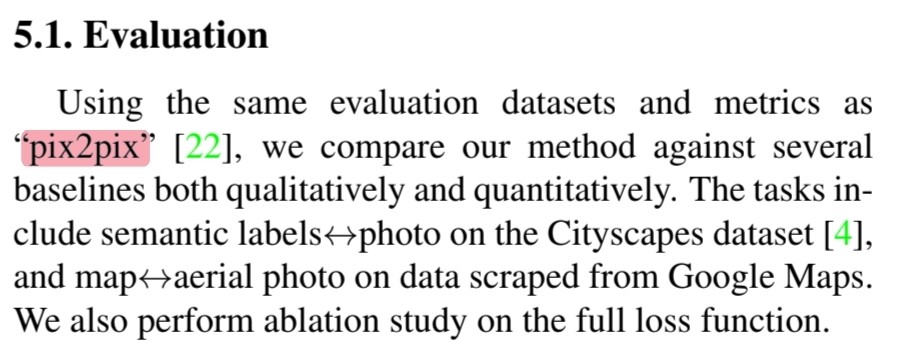 5.1. Evaluation
Using the same evaluation datasets and metrics as
“pix2pix” [22], we compare our method against several
baselines both qualitatively and quantitatively. The tasks in-
clude semantic labels↔photo on the Cityscapes dataset [4],
and map↔aerial photo on data scraped from Google Maps.
We also perform ablation study on the full loss function.